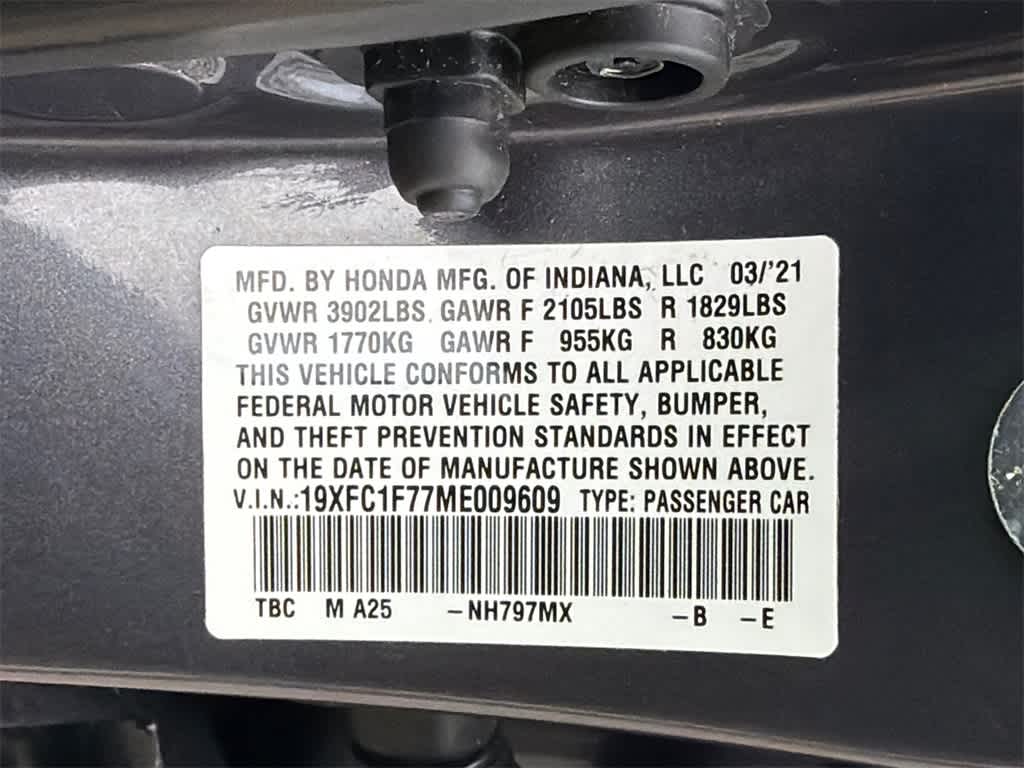 MFD. BY HONDA MFG. OF INDIANA, LLC 03/'21
GVWR 3902LBS. GAWR F 2105LBS R 1829LBS
GVWR 1770KG GAWR F 955KG R 830KG
THIS VEHICLE CONFORMS TO ALL APPLICABLE
FEDERAL MOTOR VEHICLE SAFETY, BUMPER,
AND THEFT PREVENTION STANDARDS IN EFFECT
ON THE DATE OF MANUFACTURE SHOWN ABOVE.
V.I.N.:19XFC1F77ME009609 TYPE: PASSENGER CAR
TBC M A25 -NH797MX -B -E